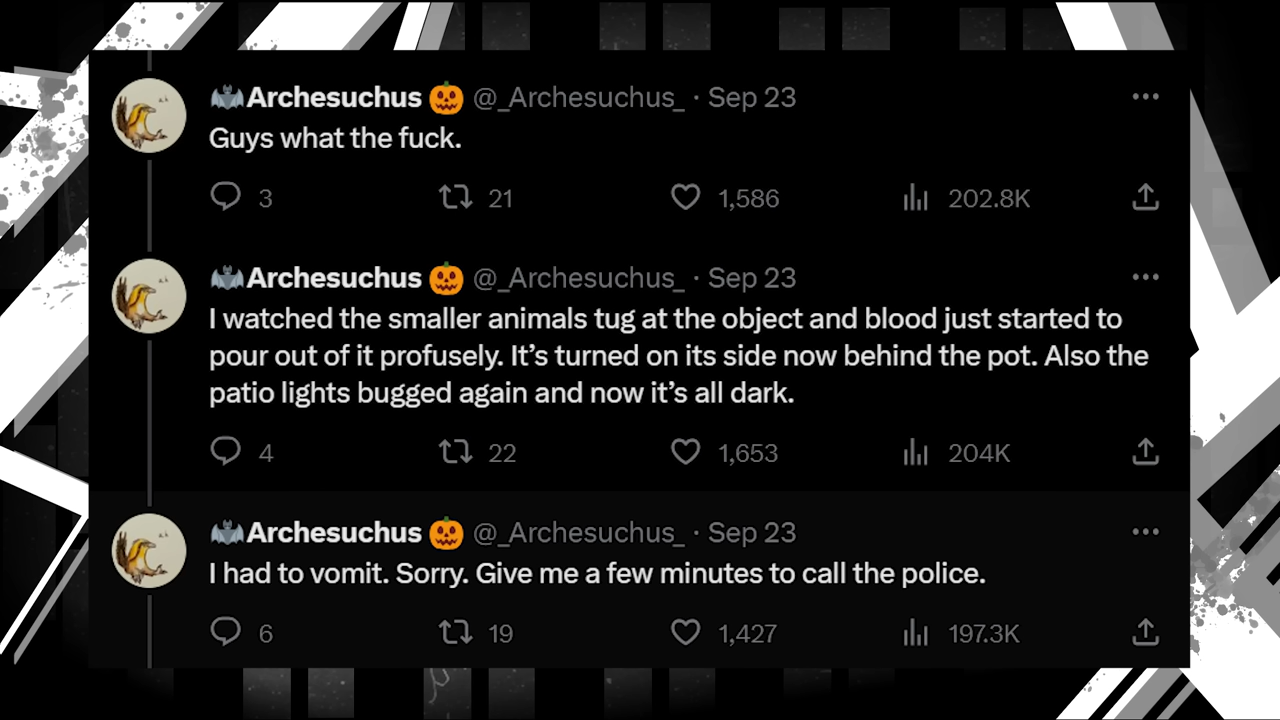 🦇Archesuchus 🎃 @_Archesuchus_ · Sep 23
Guys what the fuck.
3 21 1,586 202.8K
🦇Archesuchus 🎃 @_Archesuchus_ · Sep 23
I watched the smaller animals tug at the object and blood just started to
pour out of it profusely. It’s turned on its side now behind the pot. Also the
patio lights bugged again and now it’s all dark.
4 22 1,653 204K
🦇Archesuchus 🎃 @_Archesuchus_ · Sep 23
I had to vomit. Sorry. Give me a few minutes to call the police.
6 19 1,427 197.3K